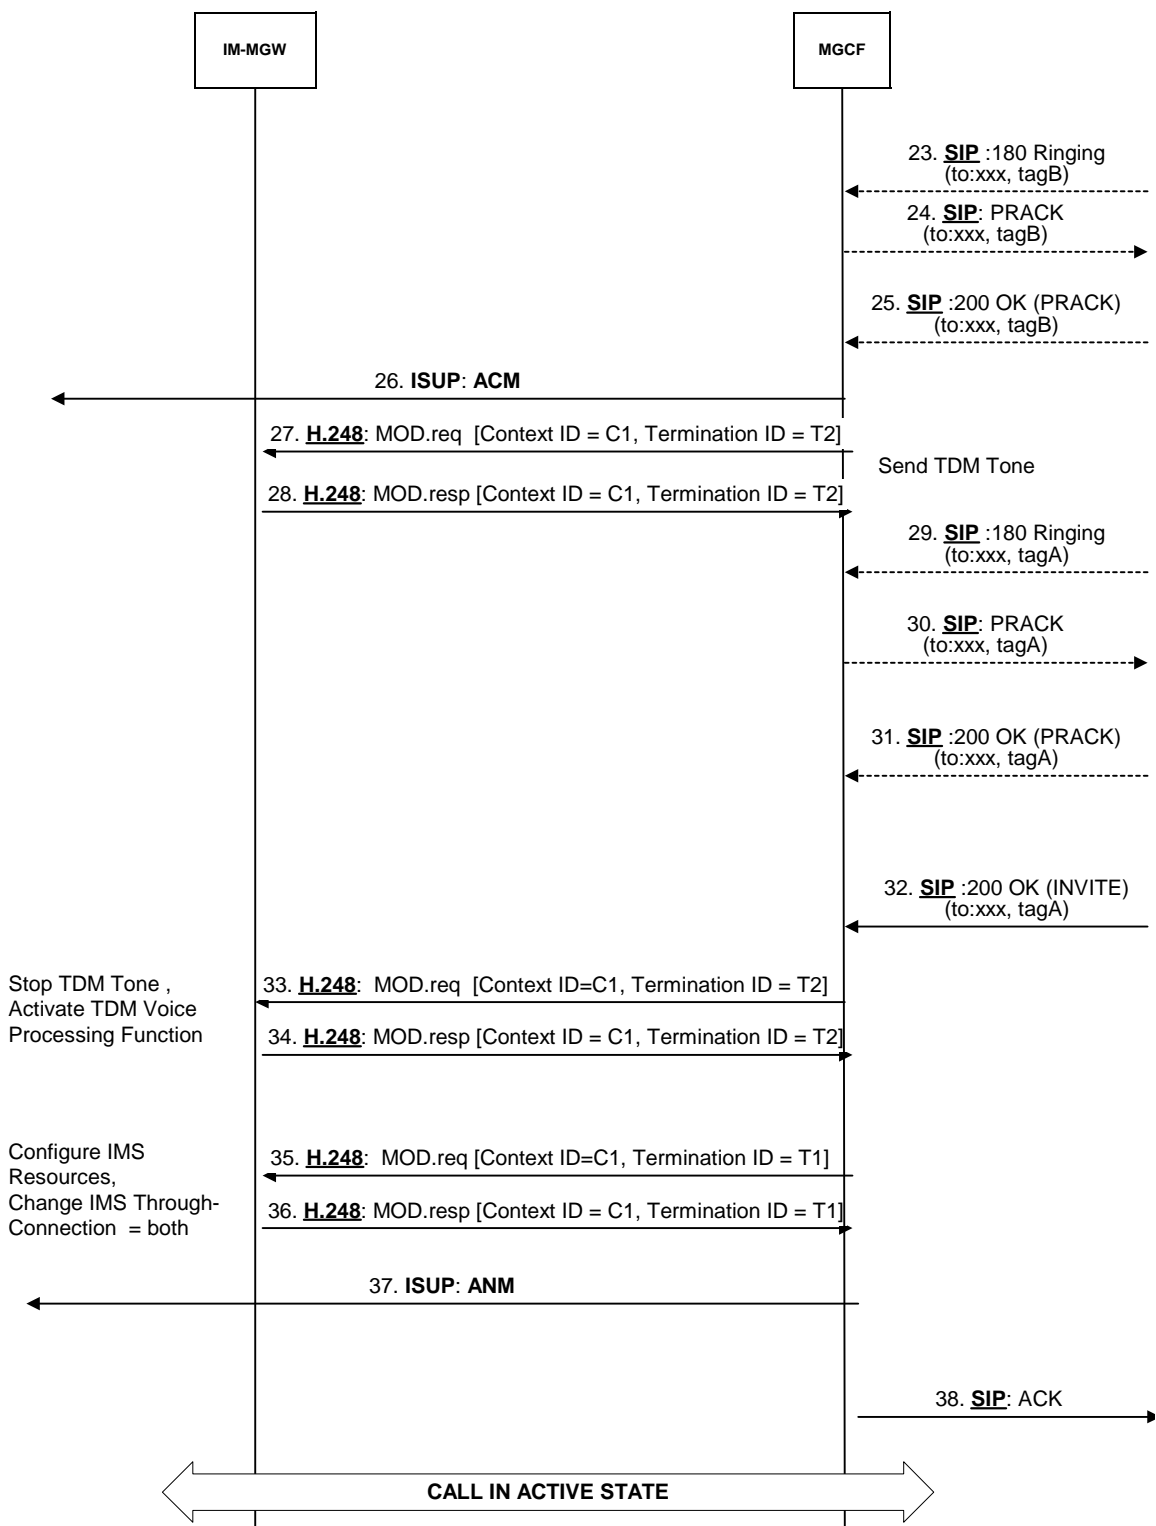 IM-MGW
MGCF
23. SIP :180 Ringing
(to:xxx, tagB)
24. SIP: PRACK
(to:xxx, tagB)
25. SIP :200 OK (PRACK)
(to:xxx, tagB)
26. ISUP: ACM
27. H.248: MOD.req [Context ID = C1, Termination ID = T2]
Send TDM Tone
28. H.248: MOD.resp [Context ID = C1, Termination ID = T2]
29. SIP :180 Ringing
(to:xxx, tagA)
30. SIP: PRACK
(to:xxx, tagA)
31. SIP :200 OK (PRACK)
(to:xxx, tagA)
32. SIP :200 OK (INVITE)
(to:xxx, tagA)
Stop TDM Tone ,
Activate TDM Voice
Processing Function
33. H.248: MOD.req [Context ID=C1, Termination ID = T2]
34. H.248: MOD.resp [Context ID = C1, Termination ID = T2]
Configure IMS
Resources,
Change IMS Through-
Connection = both
35. H.248: MOD.req [Context ID=C1, Termination ID = T1]
36. H.248: MOD.resp [Context ID = C1, Termination ID = T1]
37. ISUP: ANM
38. SIP: ACK
CALL IN ACTIVE STATE